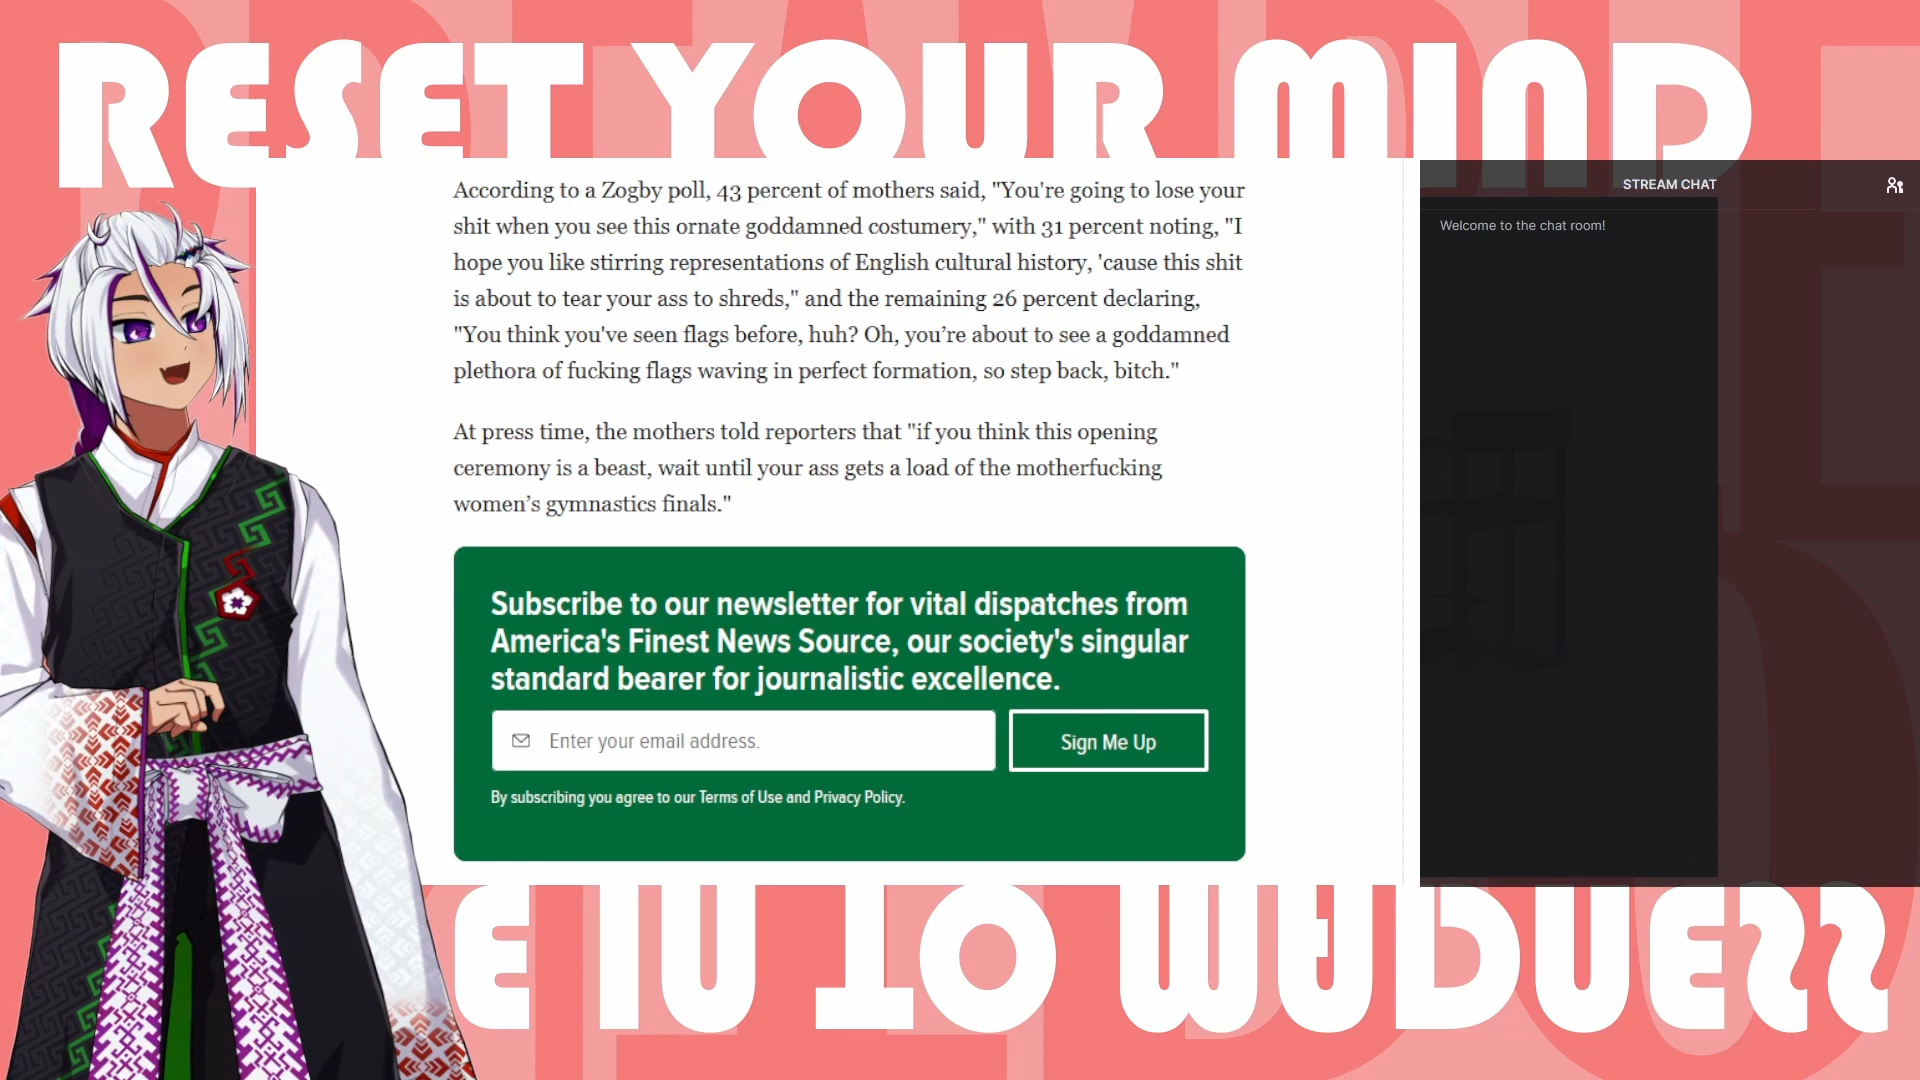 RESET YOUR MIND
STREAM CHAT
Welcome to the chat room!
According to a Zogby poll, 43 percent of mothers said, "You're going to lose your
shit when you see this ornate goddamned costumery," with 31 percent noting, "I
hope you like stirring representations of English cultural history, 'cause this shit
is about to tear your ass to shreds," and the remaining 26 percent declaring,
"You think you've seen flags before, huh? Oh, you’re about to see a goddamned
plethora of fucking flags waving in perfect formation, so step back, bitch."
At press time, the mothers told reporters that "if you think this opening
ceremony is a beast, wait until your ass gets a load of the motherfucking
women’s gymnastics finals."
Subscribe to our newsletter for vital dispatches from
America's Finest News Source, our society's singular
standard bearer for journalistic excellence.
Enter your email address.
Sign Me Up
By subscribing you agree to our Terms of Use and Privacy Policy.